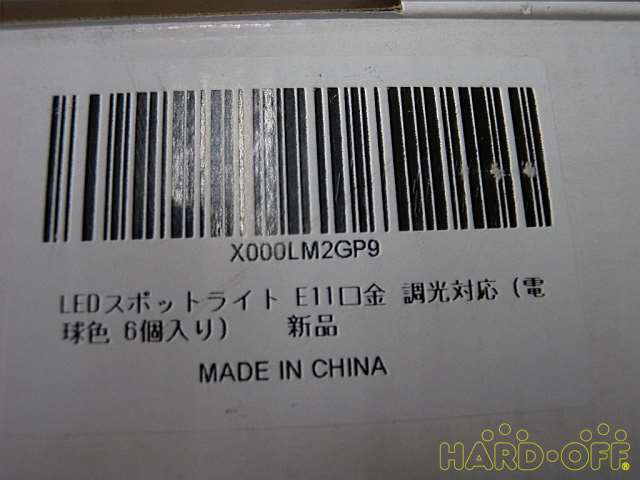 X000LM2GP9
LEDスポットライト E11口金 調光対応（電
球色 6個入り） 新品
MADE IN CHINA
HARD-OFF®